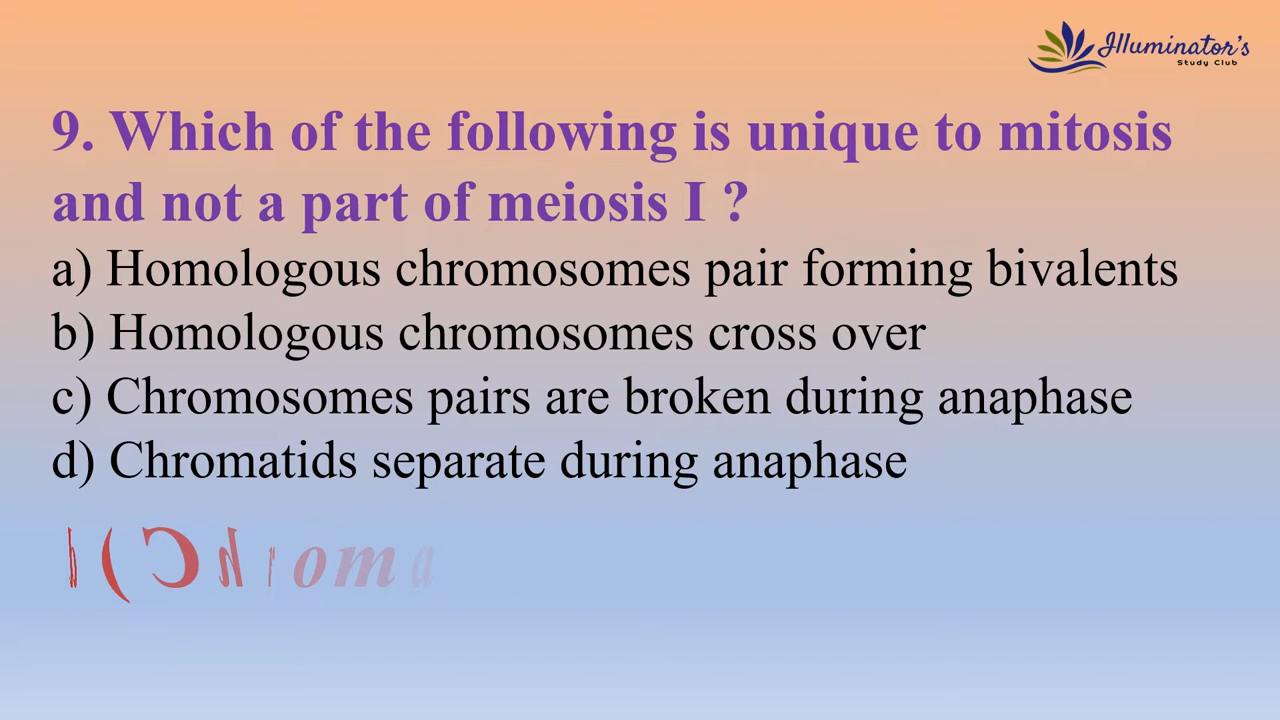 Illuminator's
Study Club
9. Which of the following is unique to mitosis
and not a part of meiosis I ?
a) Homologous chromosomes pair forming bivalents
b) Homologous chromosomes cross over
c) Chromosomes pairs are broken during anaphase
d) Chromatids separate during anaphase